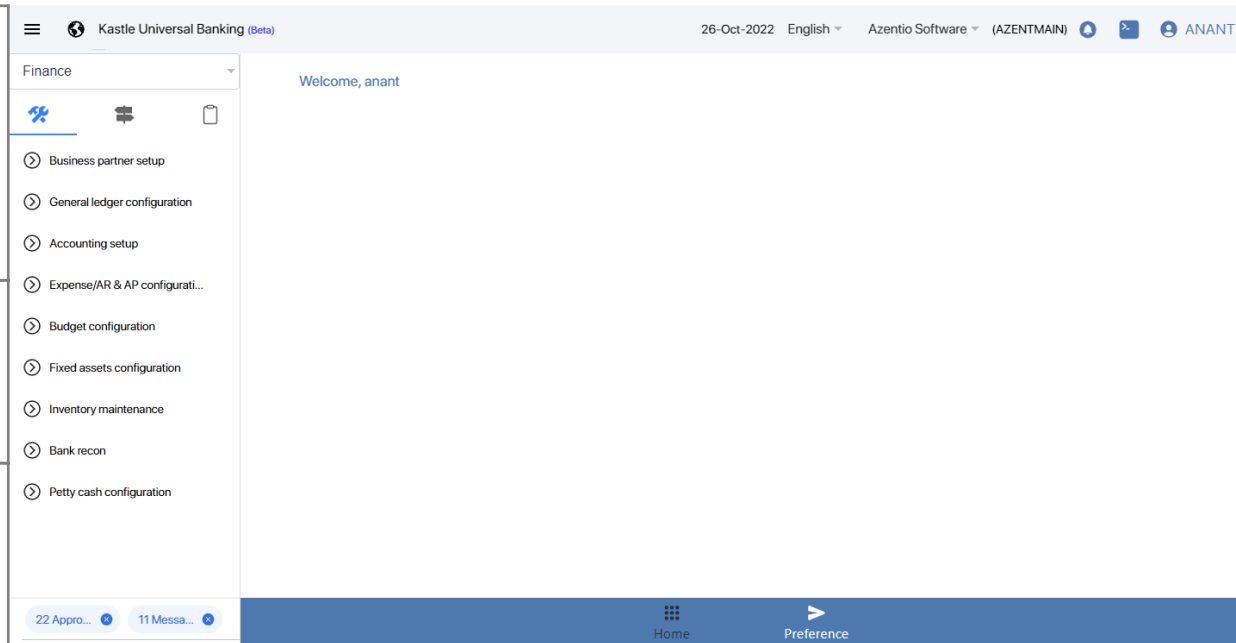 Kastle Universal Banking (Beta)
26-Oct-2022 English Azentio Software (AZENTMAIN) ANANT
Finance
Welcome, anant
Business partner setup
General ledger configuration
Accounting setup
Expense/AR & AP configurati...
Budget configuration
Fixed assets configuration
Inventory maintenance
Bank recon
Petty cash configuration
22 Appro... 11 Messa...
Home Preference